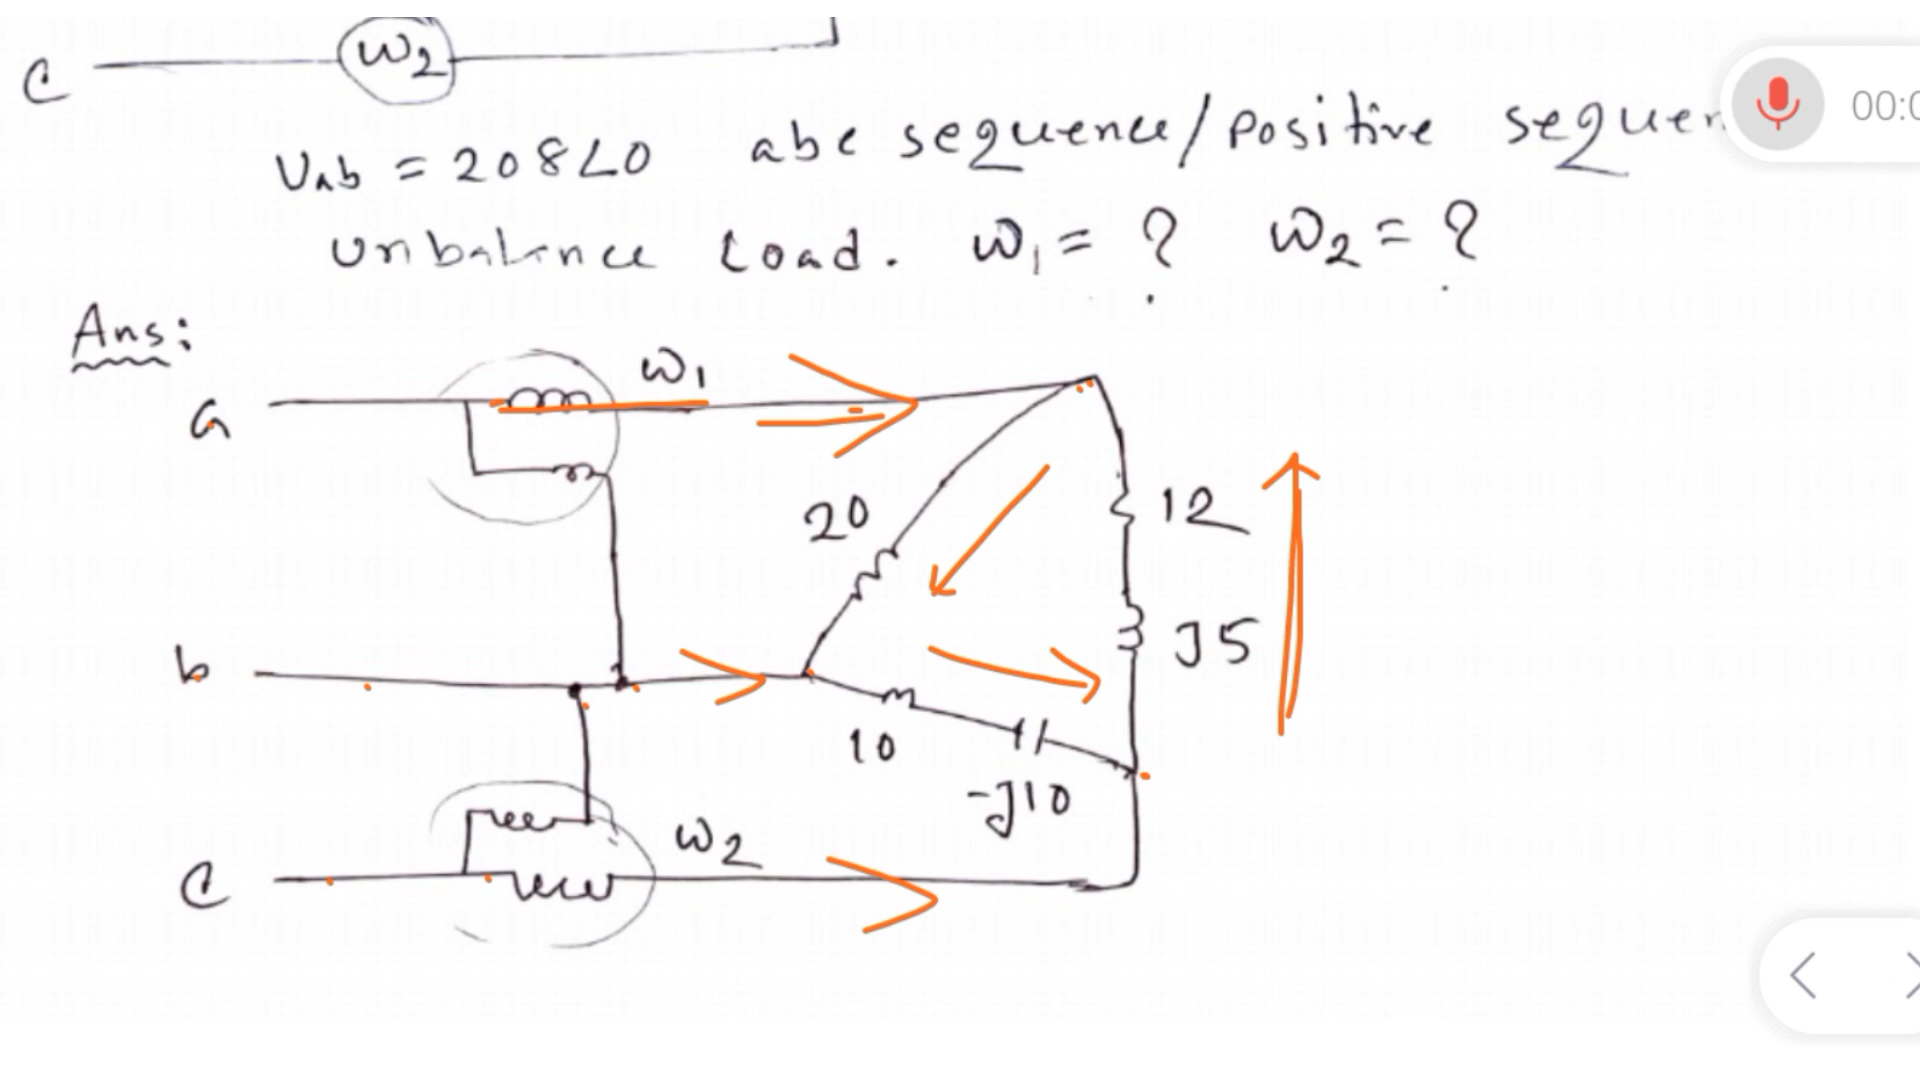 C W2
Vab = 208∠0 abc sequence/positive sequen
00:0
unbalance load. W1 = ? W2 = ?
Ans:
W1
a
20
12
J5
b
10
-J10
W2
C